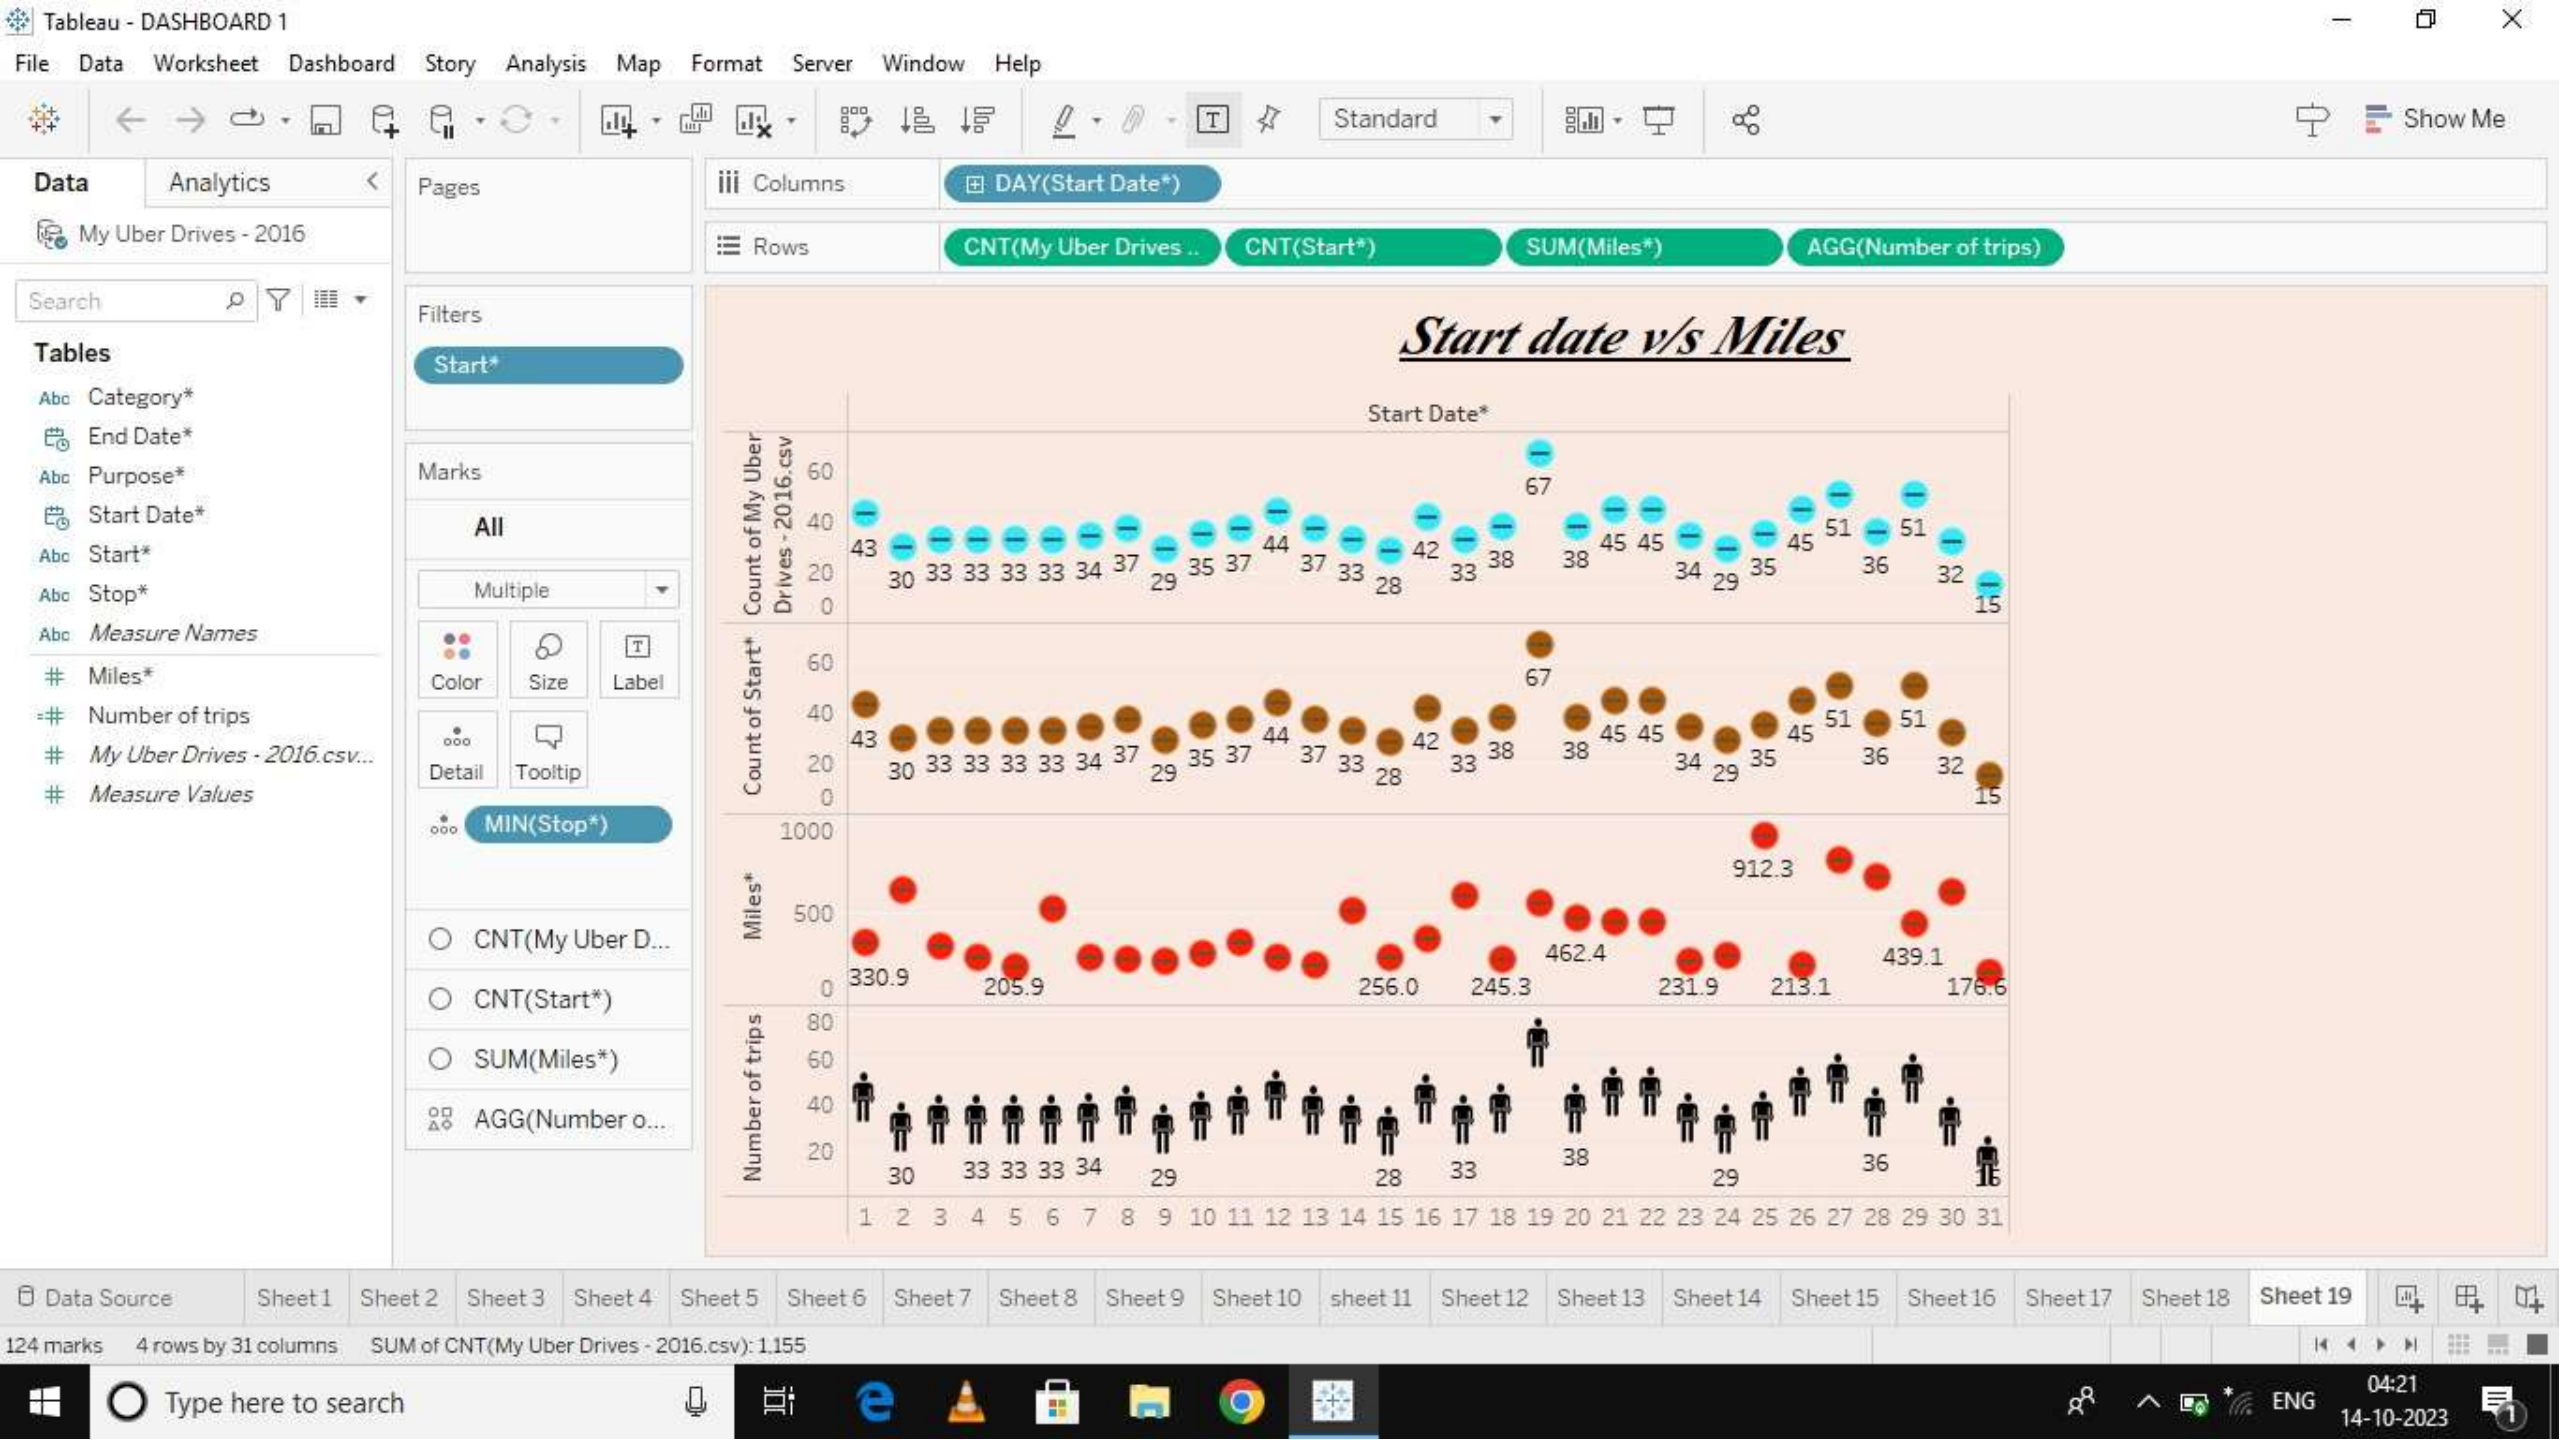 Tableau - DASHBOARD 1
File Data Worksheet Dashboard Story Analysis Map Format Server Window Help
Standard
Show Me
Data Analytics
My Uber Drives - 2016
Search
Tables
Abc Category*
End Date*
Abc Purpose*
Start Date*
Abc Start*
Abc Stop*
Abc Measure Names
# Miles*
=# Number of trips
# My Uber Drives - 2016.csv...
# Measure Values
Pages
Filters
Start*
Marks
All
Multiple
Color Size Label
Detail Tooltip
MIN(Stop*)
CNT(My Uber D...
CNT(Start*)
SUM(Miles*)
AGG(Number o...
Columns DAY(Start Date*)
Rows CNT(My Uber Drives .. CNT(Start*) SUM(Miles*) AGG(Number of trips)
Start date v/s Miles
Start Date*
Count of My Uber
Drives - 2016.csv
60
40
20
0
43 30 33 33 33 33 34 37 29 35 37 44 37 33 28 42 33 38 67 38 45 45 34 29 35 45 51 36 51 32 15
Count of Start*
60
40
20
0
43 30 33 33 33 33 34 37 29 35 37 44 37 33 28 42 33 38 67 38 45 45 34 29 35 45 51 36 51 32 15
Miles*
1000
500
0
330.9 205.9 256.0 245.3 462.4 231.9 912.3 213.1 439.1 176.6
Number of trips
80
60
40
20
30 33 33 33 34 29 28 33 38 29 36 15
1 2 3 4 5 6 7 8 9 10 11 12 13 14 15 16 17 18 19 20 21 22 23 24 25 26 27 28 29 30 31
Data Source Sheet 1 Sheet 2 Sheet 3 Sheet 4 Sheet 5 Sheet 6 Sheet 7 Sheet 8 Sheet 9 Sheet 10 sheet 11 Sheet 12 Sheet 13 Sheet 14 Sheet 15 Sheet 16 Sheet 17 Sheet 18 Sheet 19
124 marks 4 rows by 31 columns SUM of CNT(My Uber Drives - 2016.csv): 1,155
Type here to search
ENG
04:21
14-10-2023
1